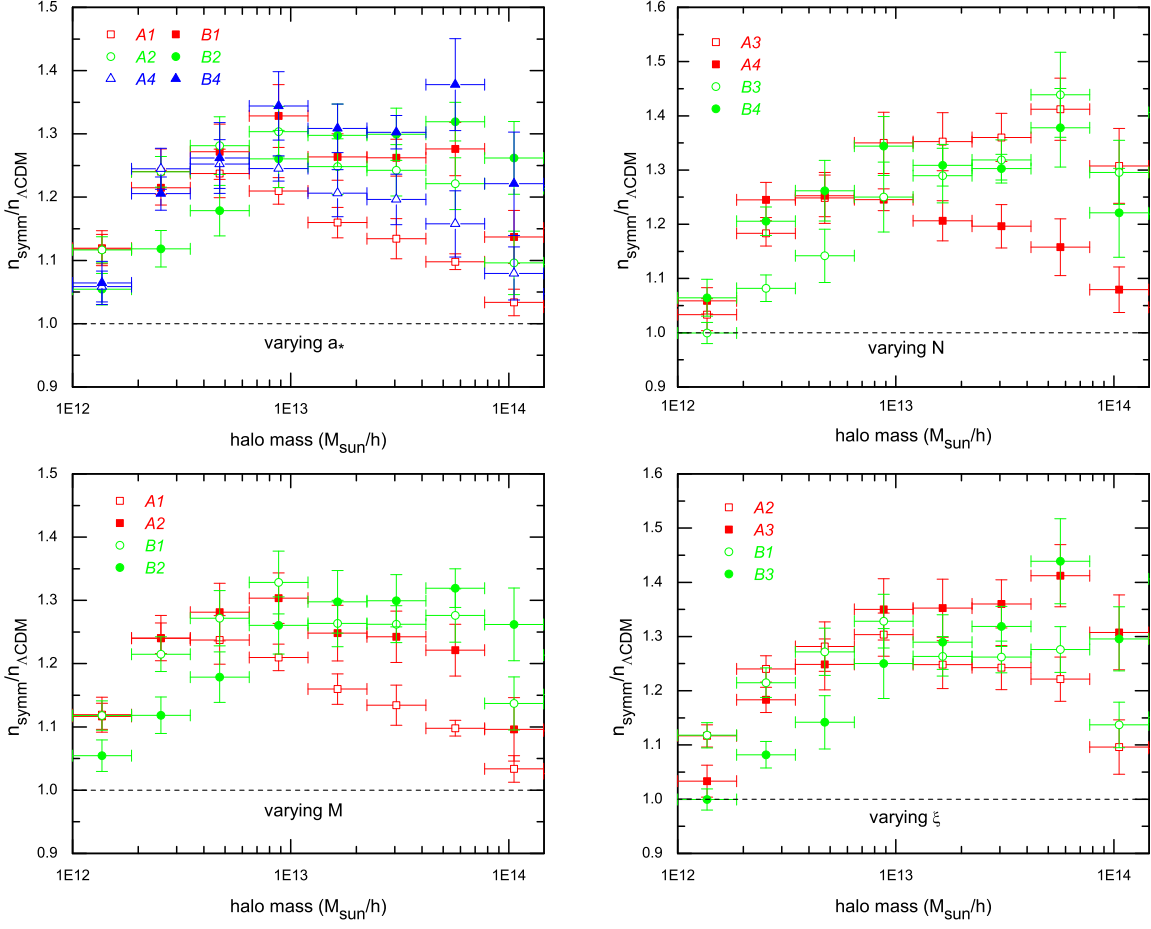 1.5
1.4
1.3
1.2
1.1
1.0
0.9
n_symm/n_ΛCDM
A1 B1
A2 B2
A4 B4
varying a*
1E12 1E13 1E14
halo mass (M_sun/h)
1.6
1.5
1.4
1.3
1.2
1.1
1.0
0.9
n_symm/n_ΛCDM
A3
A4
B3
B4
varying N
1E12 1E13 1E14
halo mass (M_sun/h)
1.5
1.4
1.3
1.2
1.1
1.0
0.9
n_symm/n_ΛCDM
A1
A2
B1
B2
varying M
1E12 1E13 1E14
halo mass (M_sun/h)
1.6
1.5
1.4
1.3
1.2
1.1
1.0
0.9
n_symm/n_ΛCDM
A2
A3
B1
B3
varying ξ
1E12 1E13 1E14
halo mass (M_sun/h)